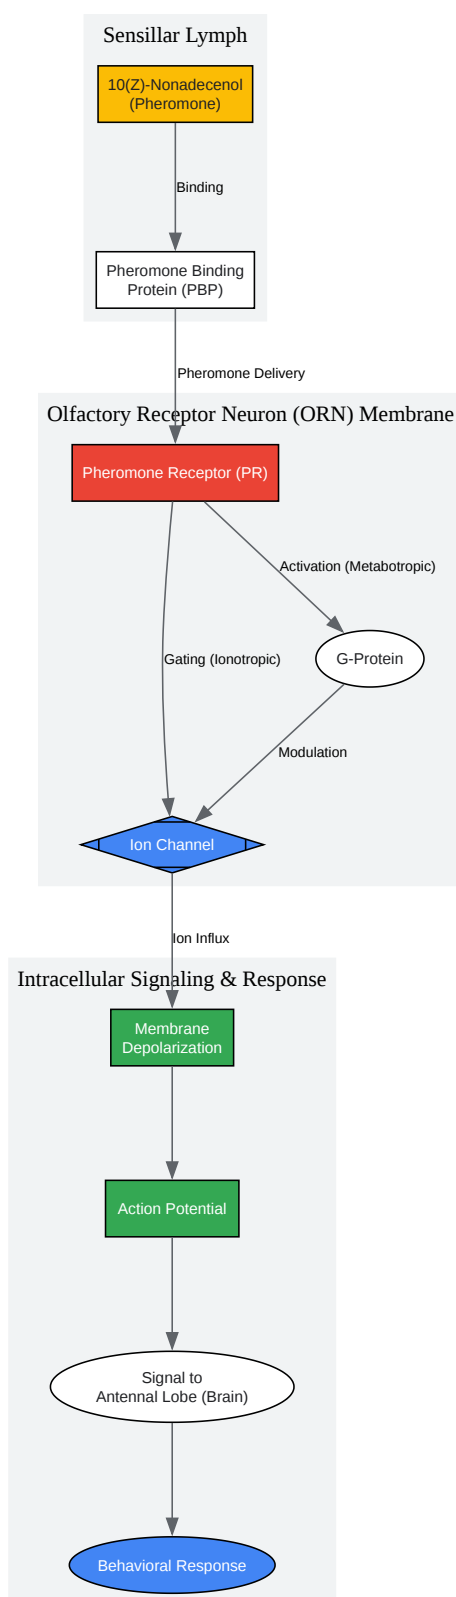 Sensillar Lymph
10(Z)-Nonadecenol
(Pheromone)
Binding
Pheromone Binding
Protein (PBP)
Pheromone Delivery
Olfactory Receptor Neuron (ORN) Membrane
Pheromone Receptor (PR)
Activation (Metabotropic)
G-Protein
Gating (Ionotropic)
Modulation
Ion Channel
Ion Influx
Intracellular Signaling & Response
Membrane
Depolarization
Action Potential
Signal to
Antennal Lobe (Brain)
Behavioral Response